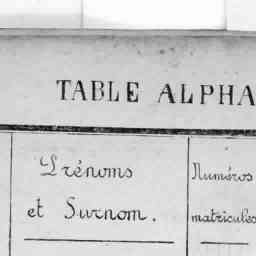 TABLE ALPHA
Prénoms
et Surnom.
Numéros
matricules